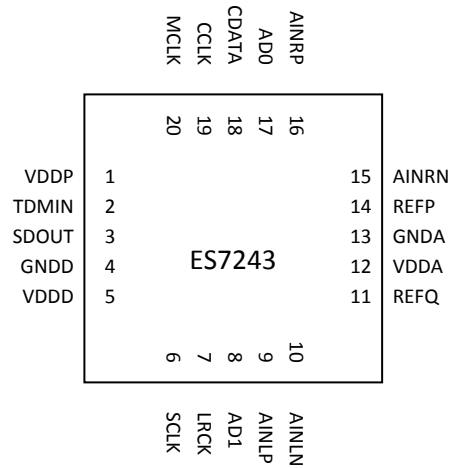 MCLK CCLK CDATA AD0 AINRP
20 19 18 17 16
VDDP 1 15 AINRN
TDMIN 2 14 REFP
SDOUT 3 13 GNDA
GNDD 4 ES7243 12 VDDA
VDDD 5 11 REFQ
6 7 8 9 10
SCLK LRCK AD1 AINLP AINLN